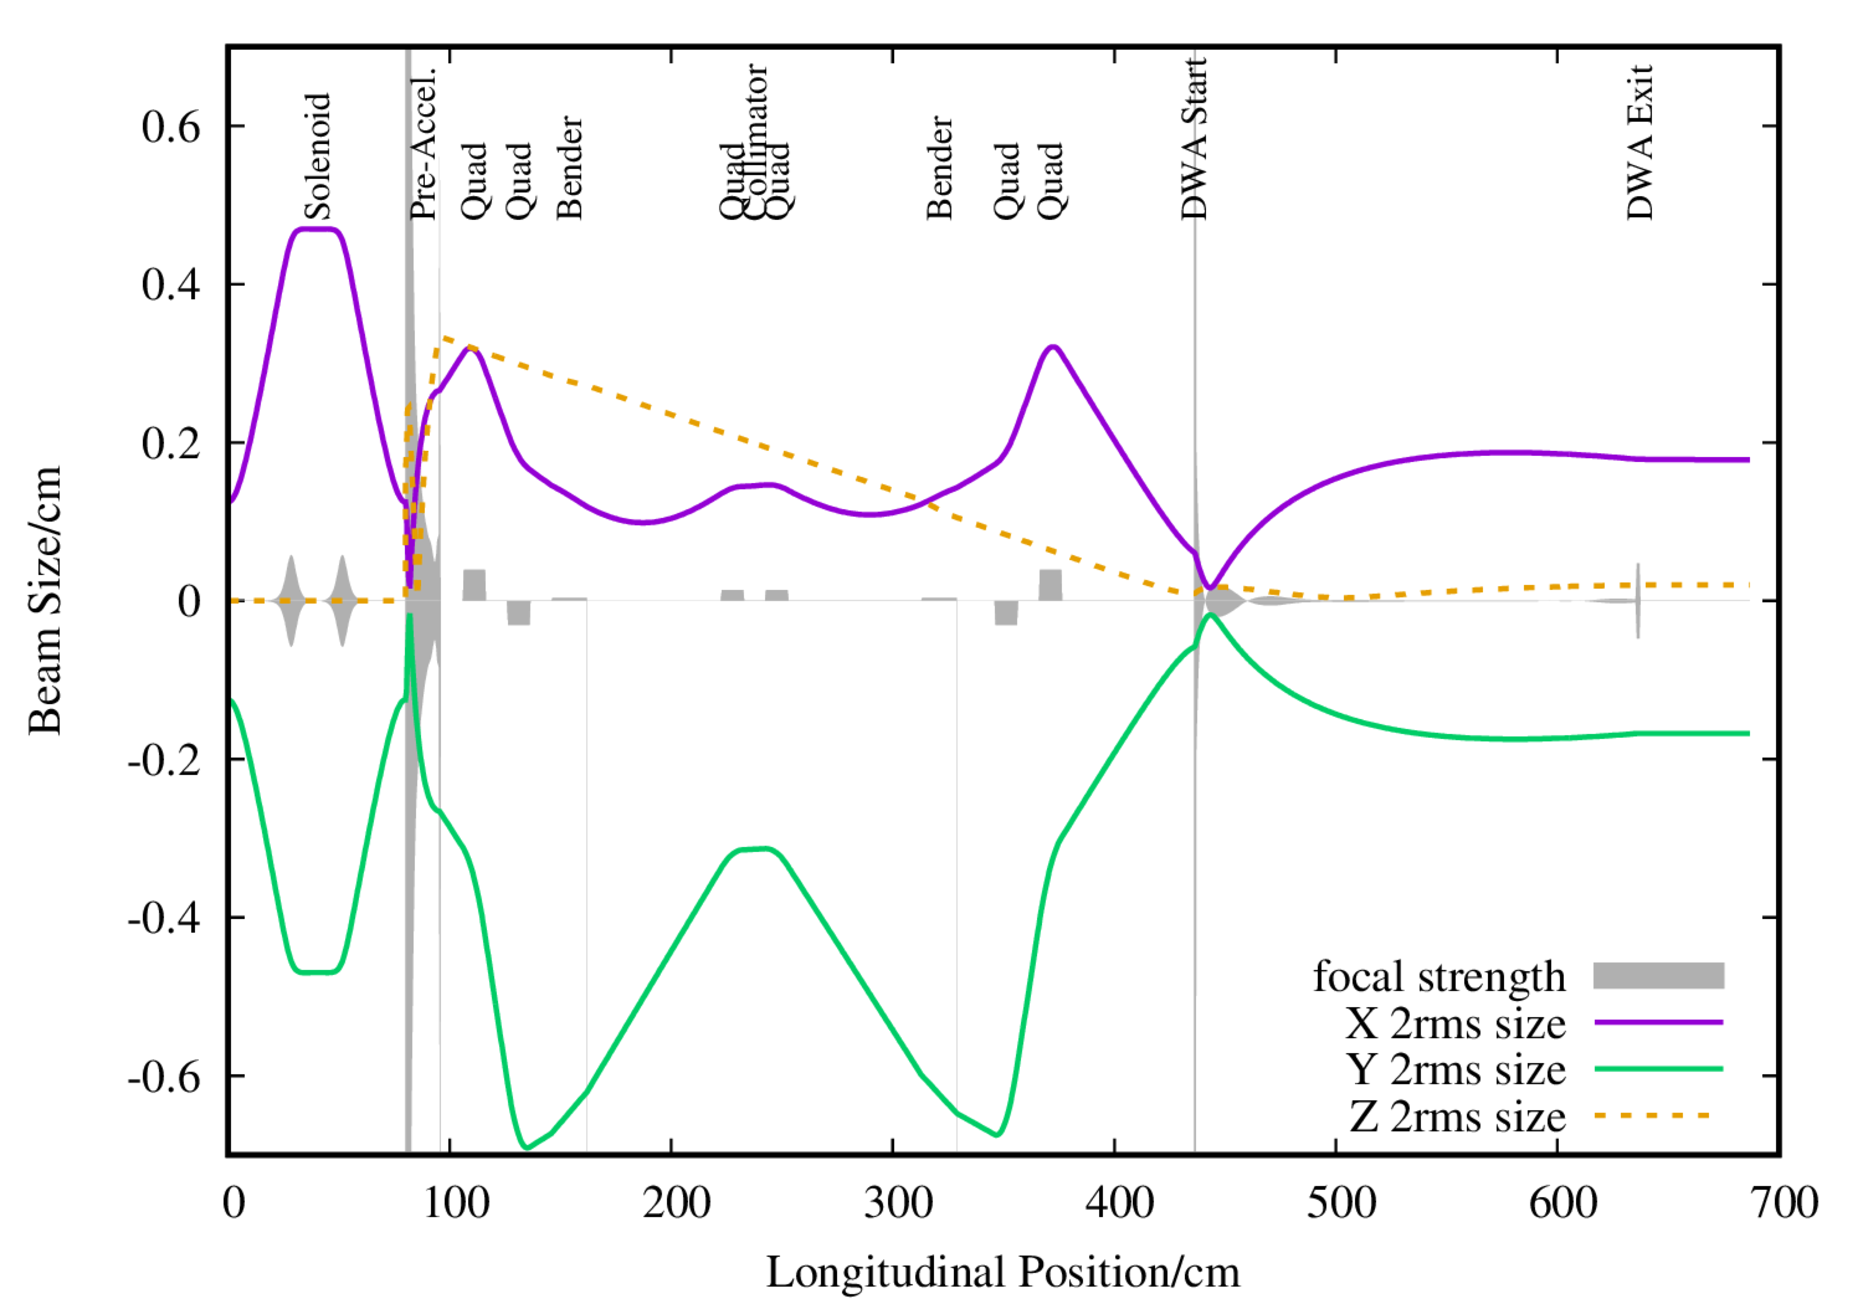 Solenoid
Pre-Accel.
Quad
Quad
Bender
Quad
Collimator
Quad
Bender
Quad
Quad
DWA Start
DWA Exit
0.6
0.4
0.2
0
-0.2
-0.4
-0.6
Beam Size/cm
focal strength
X 2rms size
Y 2rms size
Z 2rms size
0 100 200 300 400 500 600 700
Longitudinal Position/cm